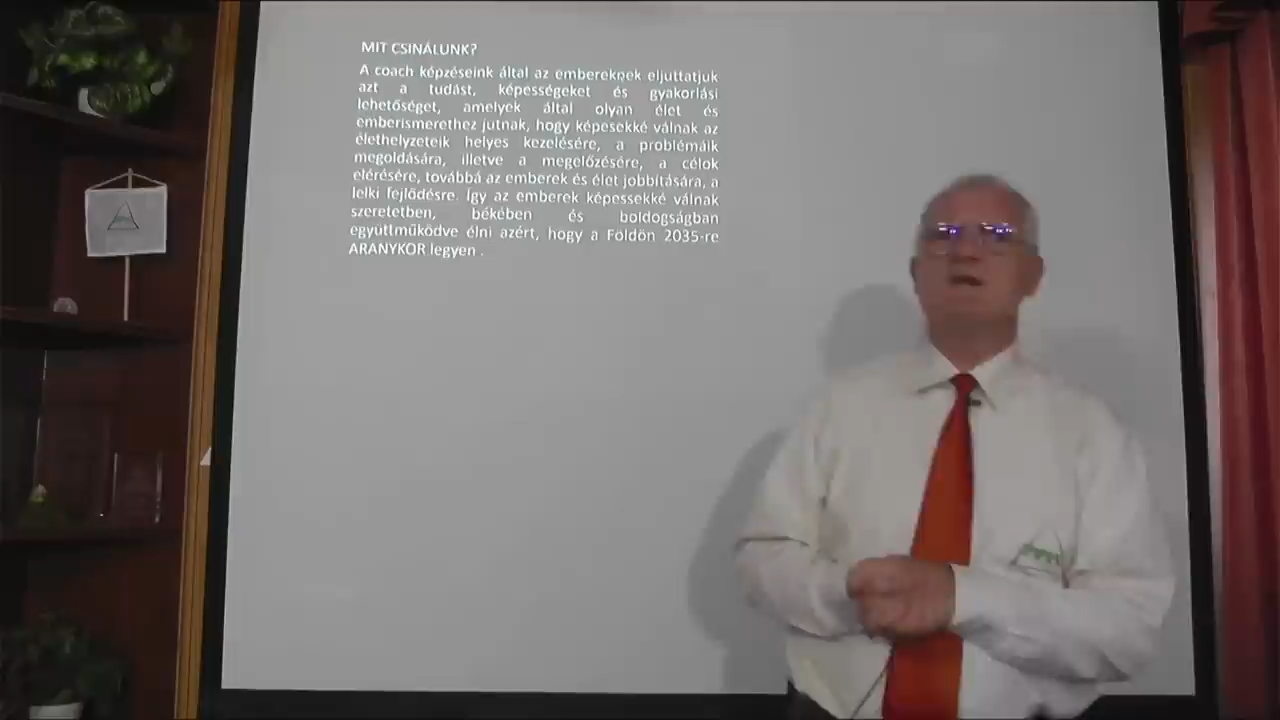 MIT CSINÁLUNK?
A coach képzéseink által az embereknek eljuttatjuk
azt a tudást, képességeket és gyakorlási
lehetőséget, amelyek által olyan élet és
emberismerethez jutnak, hogy képesekké válnak az
élethelyzeteik helyes kezelésére, a problémáik
megoldására, illetve a megelőzésére, a célok
elérésére, továbbá az emberek és élet jobbítására, a
lelki fejlődésre. Így az emberek képessekké válnak
szeretetben, békében és boldogságban
együttműködve élni azért, hogy a Földön 2035-re
ARANYKOR legyen .